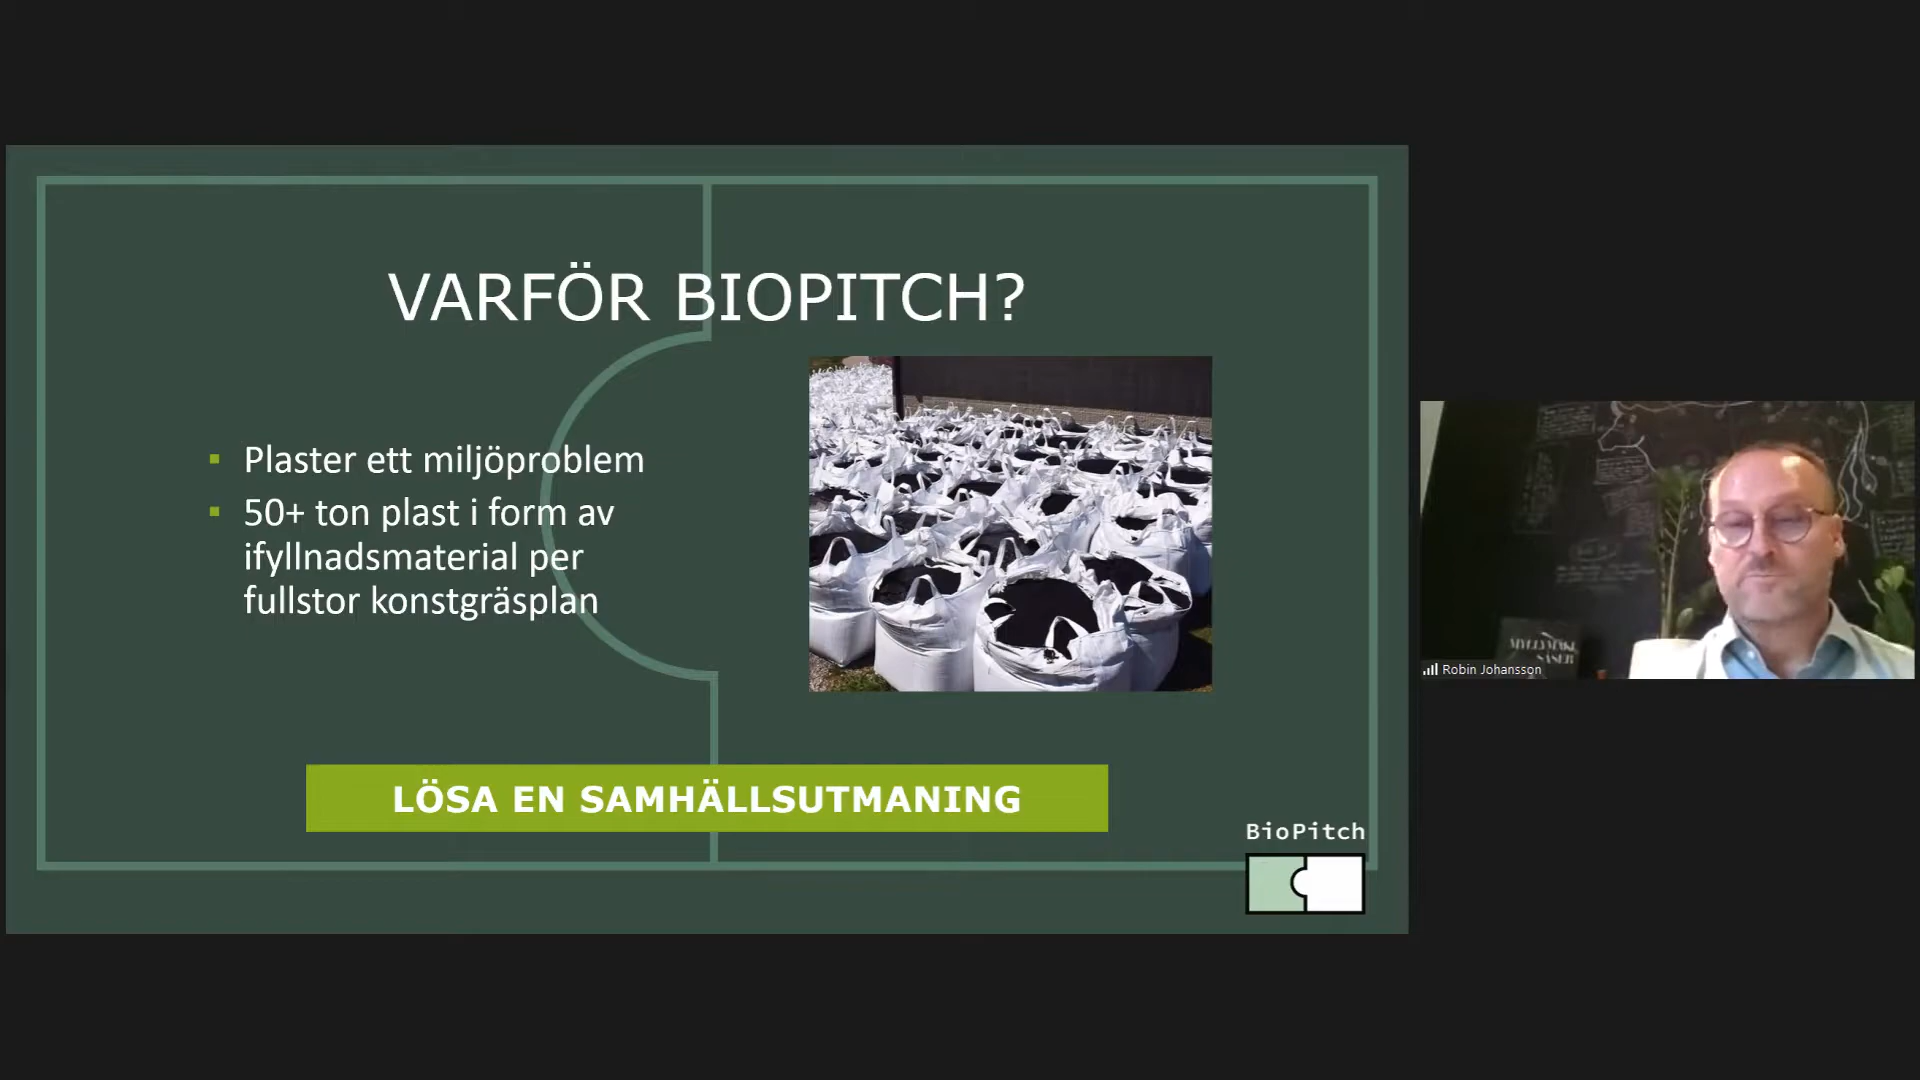 VARFÖR BIOPITCH?
Plaster ett miljöproblem
50+ ton plast i form av
ifyllnadsmaterial per
fullstor konstgräsplan
LÖSA EN SAMHÄLLSUTMANING
BioPitch
Robin Johansson